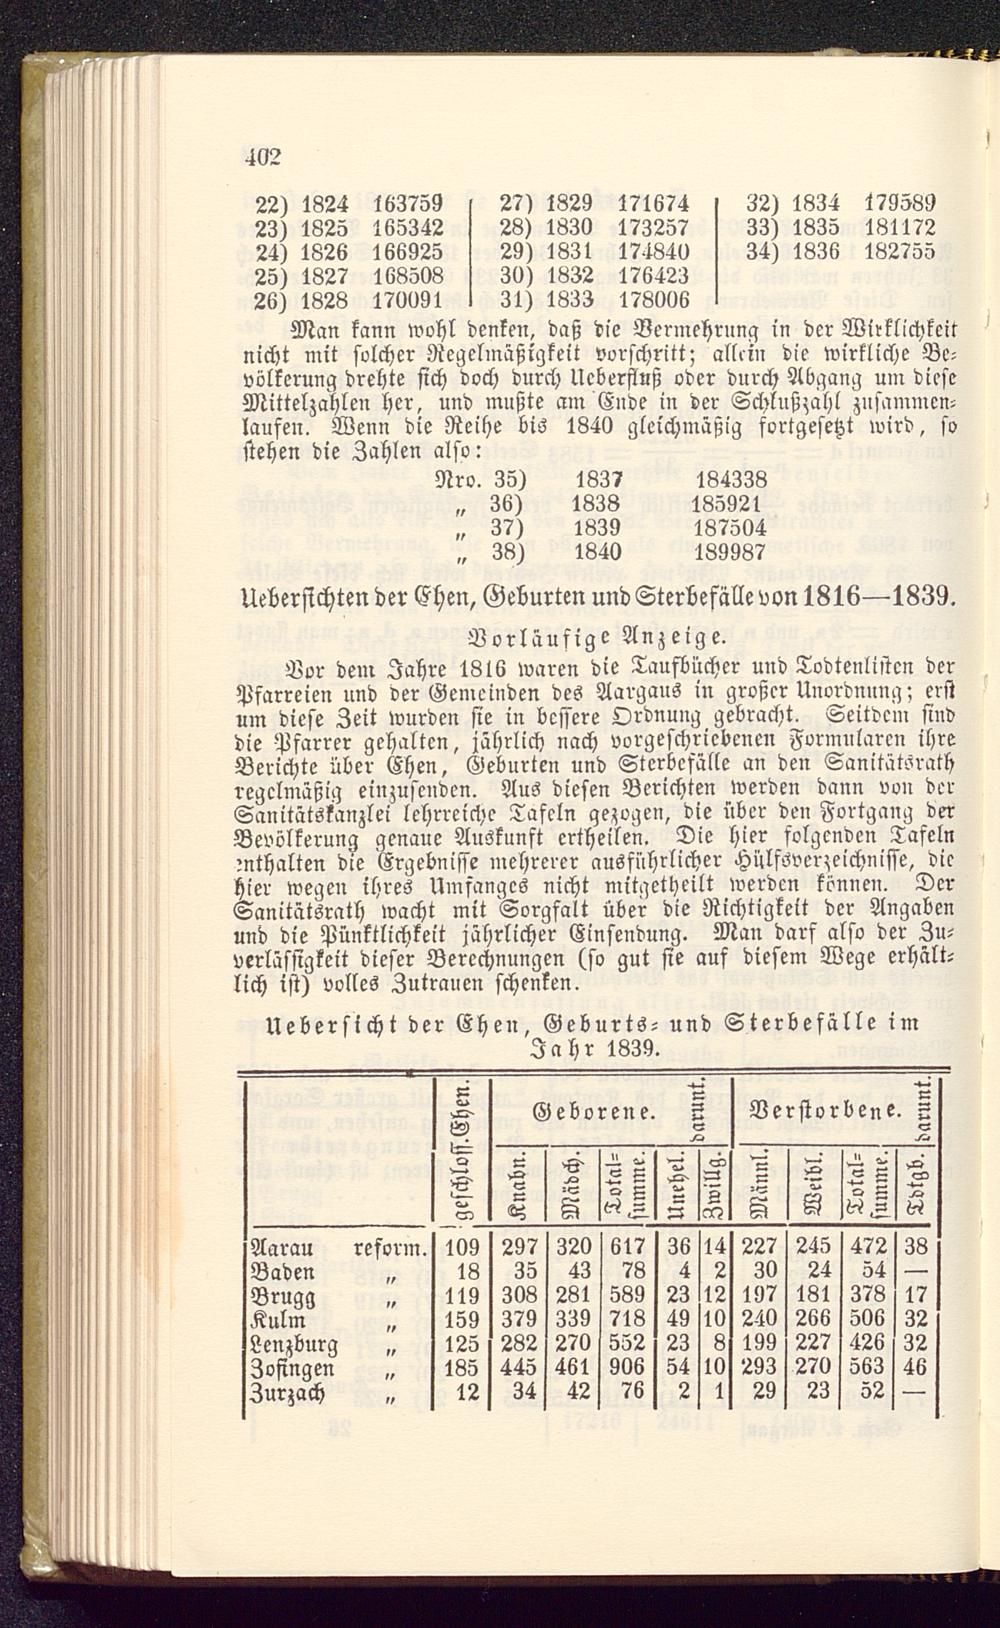 402
22) 1824 163759 | 27) 1829 171674 | 32) 1834 179589
23) 1825 165342 | 28) 1830 173257 | 33) 1835 181172
24) 1826 166925 | 29) 1831 174840 | 34) 1836 182755
25) 1827 168508 | 30) 1832 176423
26) 1828 170091 | 31) 1833 178006
Man kann wohl denken, daß die Vermehrung in der Wirklichkeit
nicht mit solcher Regelmäßigkeit vorschritt; allein die wirkliche Be-
völkerung drehte sich doch durch Ueberfluß oder durch Abgang um diese
Mittelzahlen her, und mußte am Ende in der Schlußzahl zusammen-
laufen. Wenn die Reihe bis 1840 gleichmäßig fortgesetzt wird, so
stehen die Zahlen also:
Nro. 35) 1837 184338
„ 36) 1838 185921
„ 37) 1839 187504
„ 38) 1840 189987
Uebersichten der Ehen, Geburten und Sterbefälle von 1816—1839.
Vorläufige Anzeige.
Vor dem Jahre 1816 waren die Taufbücher und Todtenlisten der
Pfarreien und der Gemeinden des Aargaus in großer Unordnung; erst
um diese Zeit wurden sie in bessere Ordnung gebracht. Seitdem sind
die Pfarrer gehalten, jährlich nach vorgeschriebenen Formularen ihre
Berichte über Ehen, Geburten und Sterbefälle an den Sanitätsrath
regelmäßig einzusenden. Aus diesen Berichten werden dann von der
Sanitätskanzlei lehrreiche Tafeln gezogen, die über den Fortgang der
Bevölkerung genaue Auskunft ertheilen. Die hier folgenden Tafeln
enthalten die Ergebnisse mehrerer ausführlicher Hülfsverzeichnisse, die
hier wegen ihres Umfanges nicht mitgetheilt werden können. Der
Sanitätsrath wacht mit Sorgfalt über die Richtigkeit der Angaben
und die Pünktlichkeit jährlicher Einsendung. Man darf also der Zu-
verlässigkeit dieser Berechnungen (so gut sie auf diesem Wege erhält-
lich ist) volles Zutrauen schenken.
Uebersicht der Ehen, Geburts- und Sterbefälle im
Jahr 1839.
geschloss. Ehen. | Geborene. | darunt. | Verstorbene. | darunt.
Knabn. | Mädch. | Total-summe. | Unehel. | Zwillg. | Männl. | Weibl. | Total-summe. | Tdtgb.
Aarau reform. | 109 | 297 | 320 | 617 | 36 | 14 | 227 | 245 | 472 | 38
Baden „ | 18 | 35 | 43 | 78 | 4 | 2 | 30 | 24 | 54 | —
Brugg „ | 119 | 308 | 281 | 589 | 23 | 12 | 197 | 181 | 378 | 17
Kulm „ | 159 | 379 | 339 | 718 | 49 | 10 | 240 | 266 | 506 | 32
Lenzburg „ | 125 | 282 | 270 | 552 | 23 | 8 | 199 | 227 | 426 | 32
Zofingen „ | 185 | 445 | 461 | 906 | 54 | 10 | 293 | 270 | 563 | 46
Zurzach „ | 12 | 34 | 42 | 76 | 2 | 1 | 29 | 23 | 52 | —